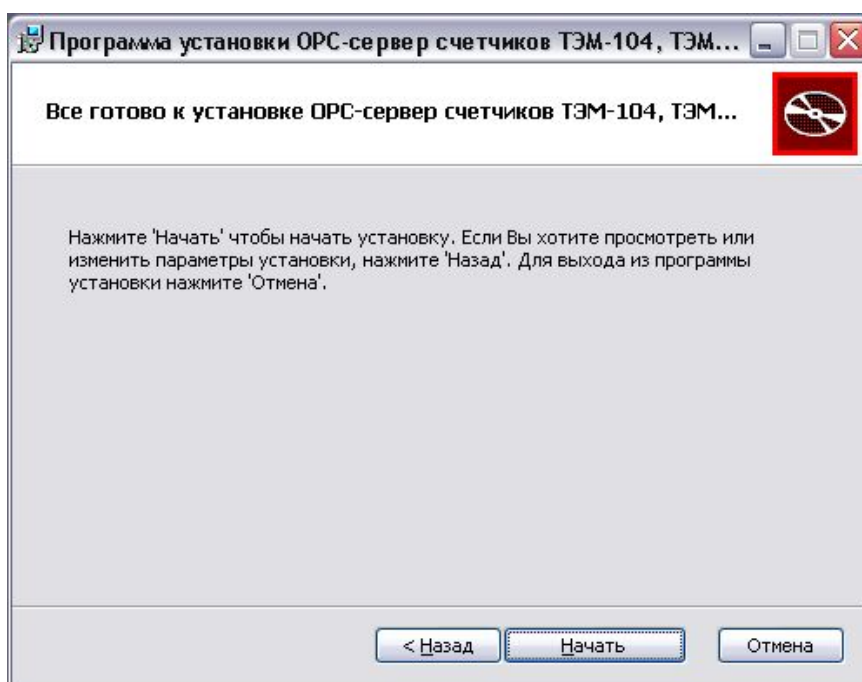 Программа установки ОРС-сервер счетчиков ТЭМ-104, ТЭМ...
Все готово к установке ОРС-сервер счетчиков ТЭМ-104, ТЭМ...
Нажмите 'Начать' чтобы начать установку. Если Вы хотите просмотреть или
изменить параметры установки, нажмите 'Назад'. Для выхода из программы
установки нажмите 'Отмена'.
< Назад
Начать
Отмена